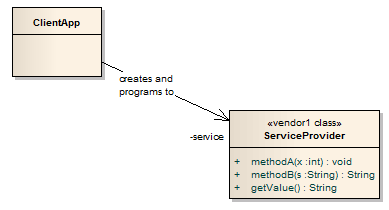 ClientApp
creates and
programs to
-service
«vendor1 class»
ServiceProvider
+ methodA(x :int) : void
+ methodB(s :String) : String
+ getValue() : String